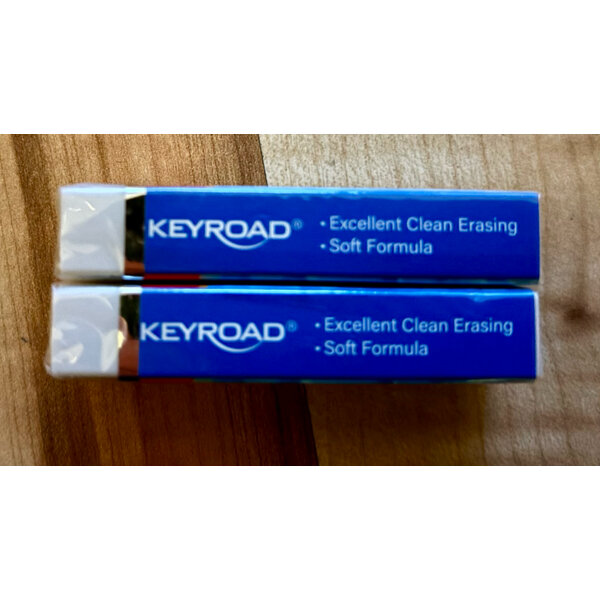 KEYROAD®
• Excellent Clean Erasing
• Soft Formula
KEYROAD®
• Excellent Clean Erasing
• Soft Formula